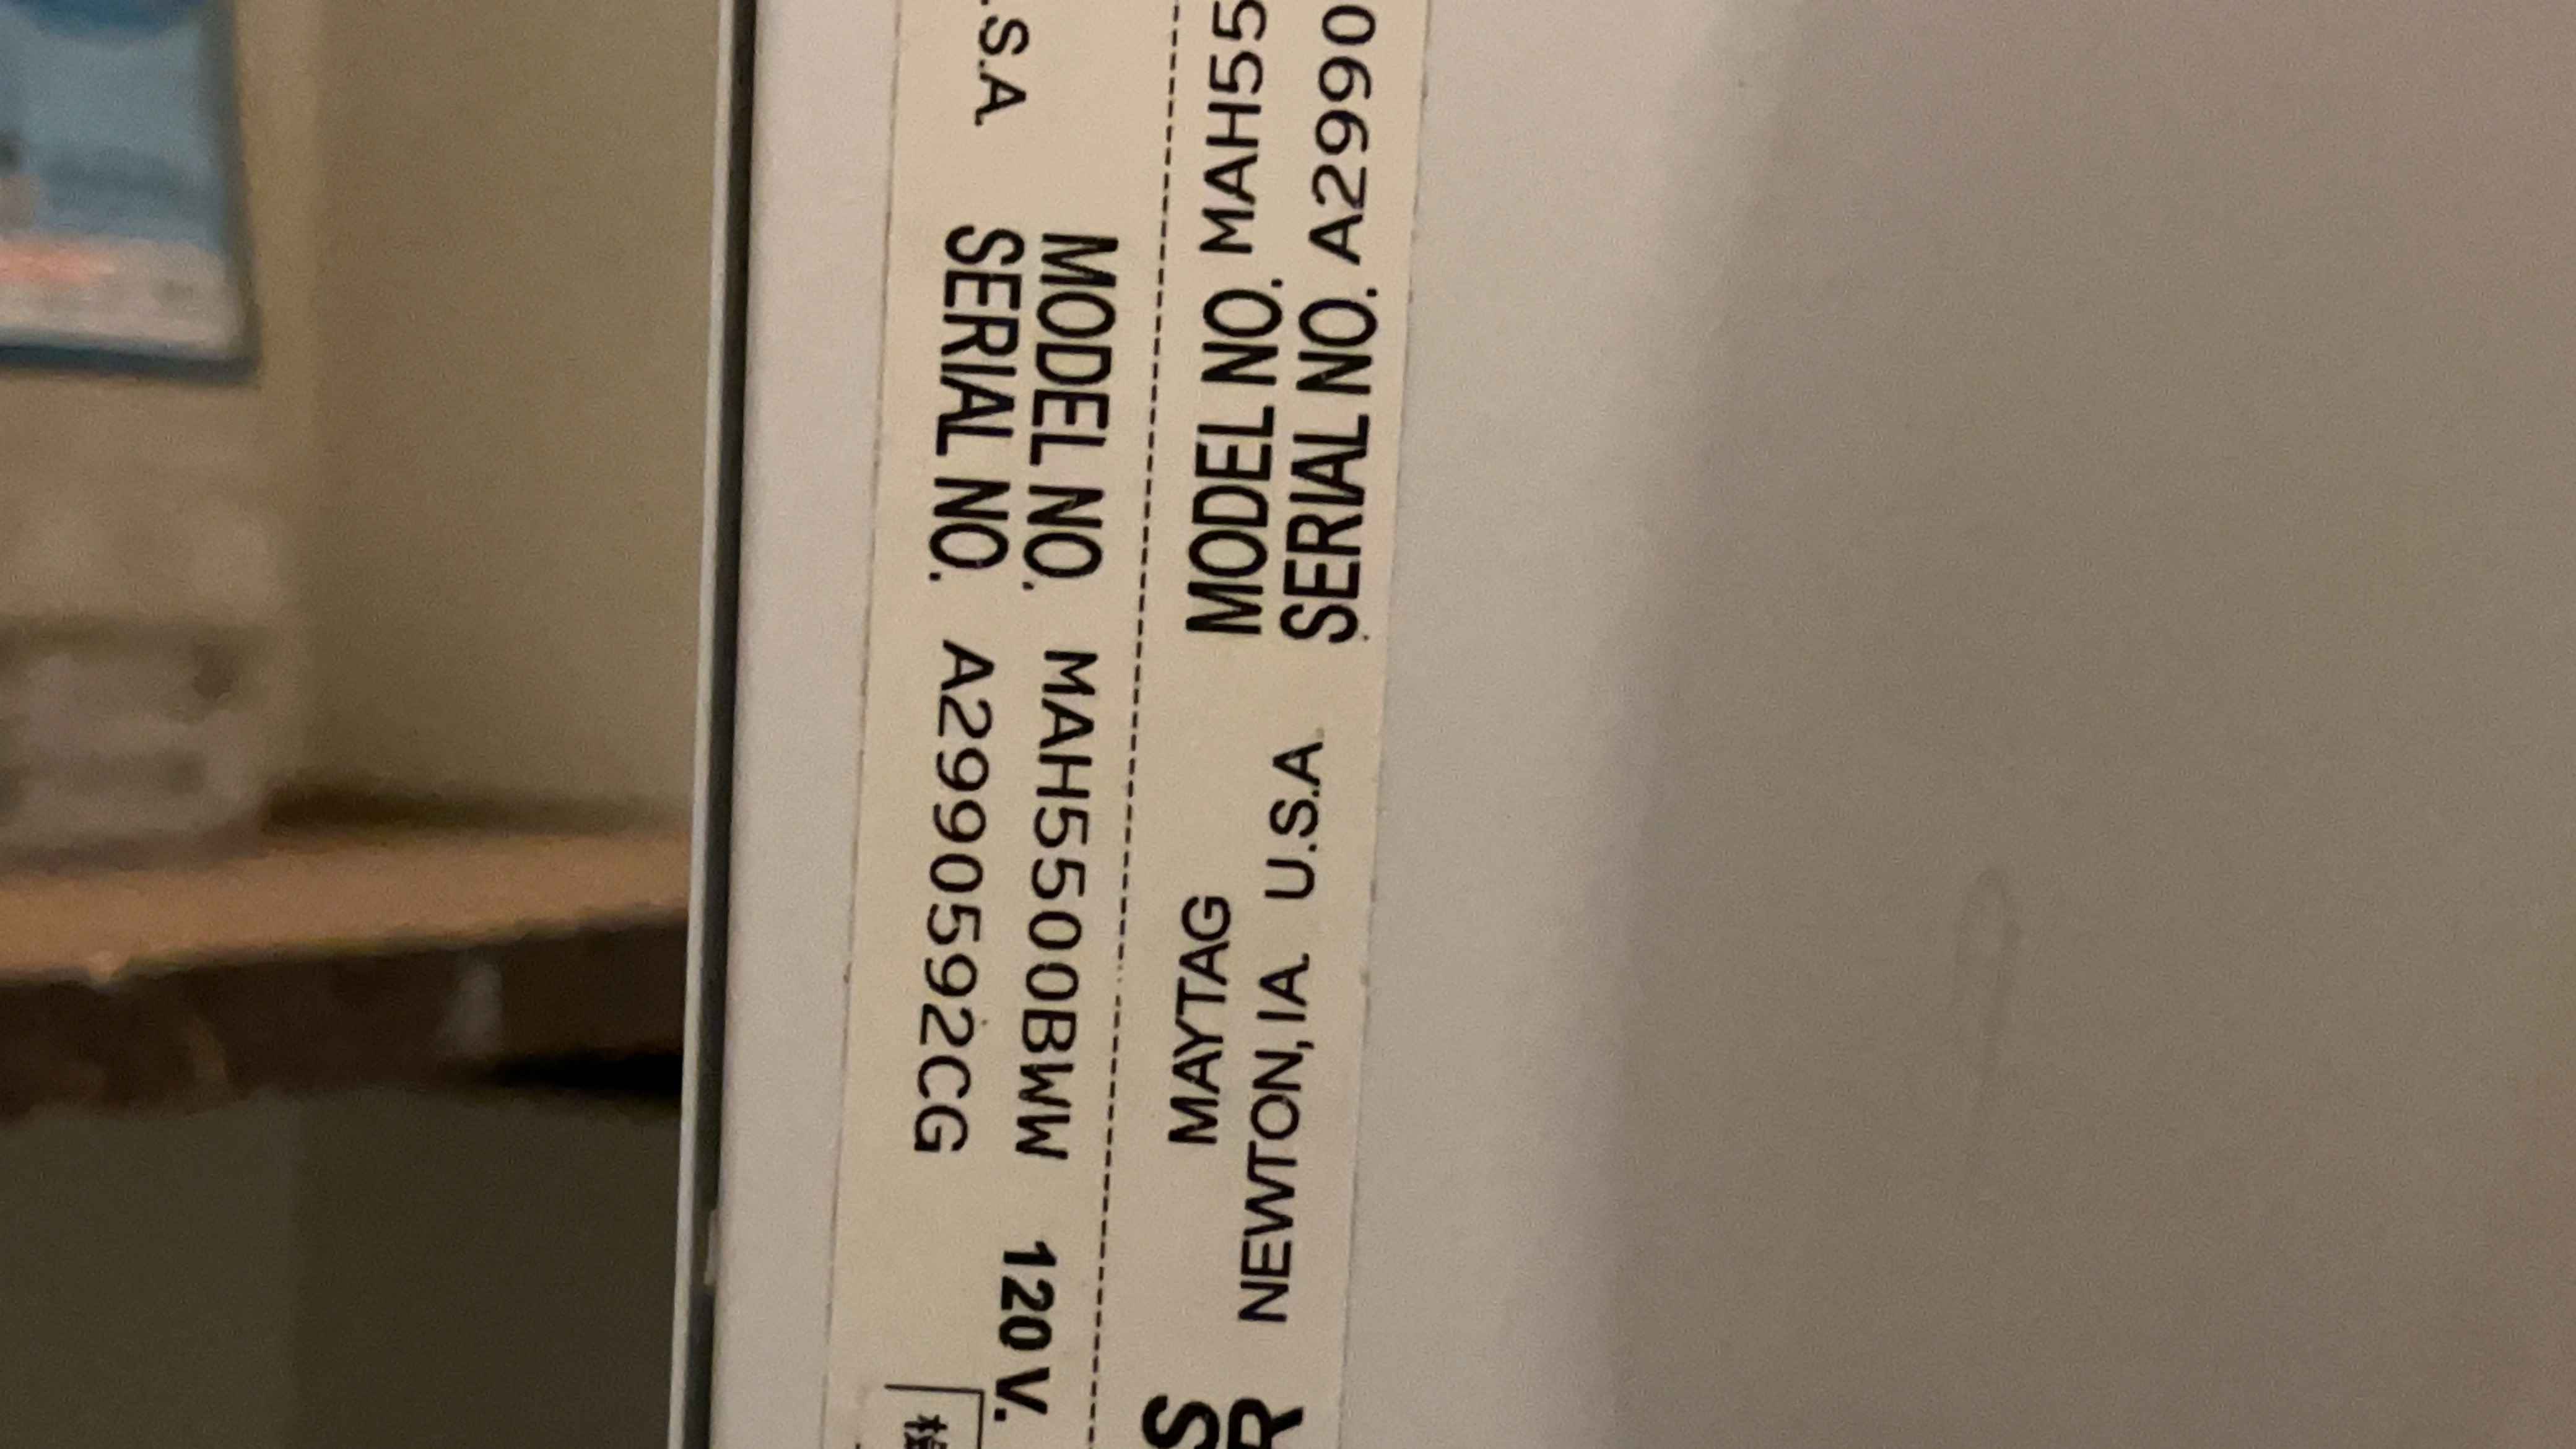 .S.A
MODEL NO. MAH5500BWW 120 V.
SERIAL NO. A2990592CG
MAYTAG
NEWTON, IA. U.S.A
MODEL NO. MAH55
SERIAL NO. A2990